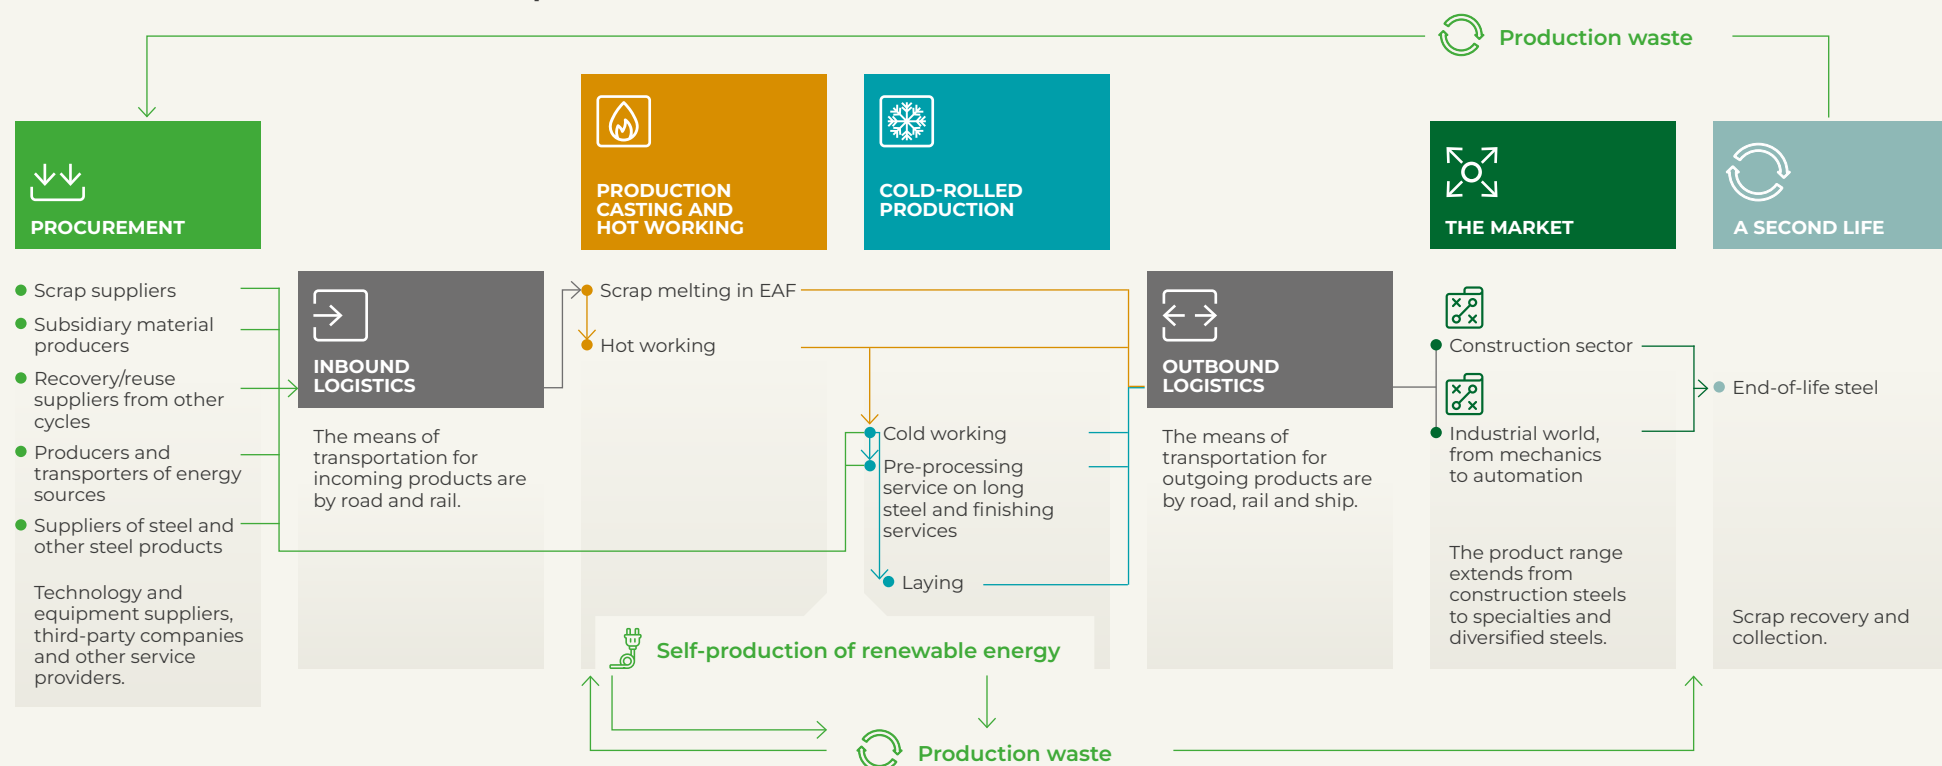 Production waste
PROCUREMENT
Scrap suppliers
Subsidiary material
producers
Recovery/reuse
suppliers from other
cycles
Producers and
transporters of energy
sources
Suppliers of steel and
other steel products
Technology and
equipment suppliers,
third-party companies
and other service
providers.
INBOUND
LOGISTICS
The means of
transportation for
incoming products are
by road and rail.
PRODUCTION
CASTING AND
HOT WORKING
Scrap melting in EAF
Hot working
COLD-ROLLED
PRODUCTION
Cold working
Pre-processing
service on long
steel and finishing
services
Laying
OUTBOUND
LOGISTICS
The means of
transportation for
outgoing products are
by road, rail and ship.
THE MARKET
Construction sector
Industrial world,
from mechanics
to automation
The product range
extends from
construction steels
to specialties and
diversified steels.
A SECOND LIFE
End-of-life steel
Scrap recovery and
collection.
Self-production of renewable energy
Production waste